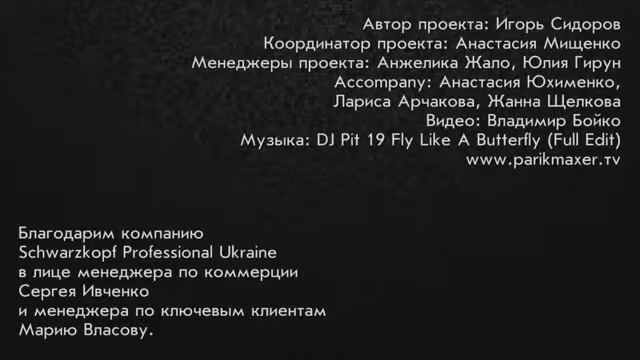 Автор проекта: Игорь Сидоров
Координатор проекта: Анастасия Мищенко
Менеджеры проекта: Анжелика Жало, Юлия Гирун
Accompany: Анастасия Юхименко,
Лариса Арчакова, Жанна Щелкова
Видео: Владимир Бойко
Музыка: DJ Pit 19 Fly Like A Butterfly (Full Edit)
www.parikmaxer.tv
Благодарим компанию
Schwarzkopf Professional Ukraine
в лице менеджера по коммерции
Сергея Ивченко
и менеджера по ключевым клиентам
Марию Власову.